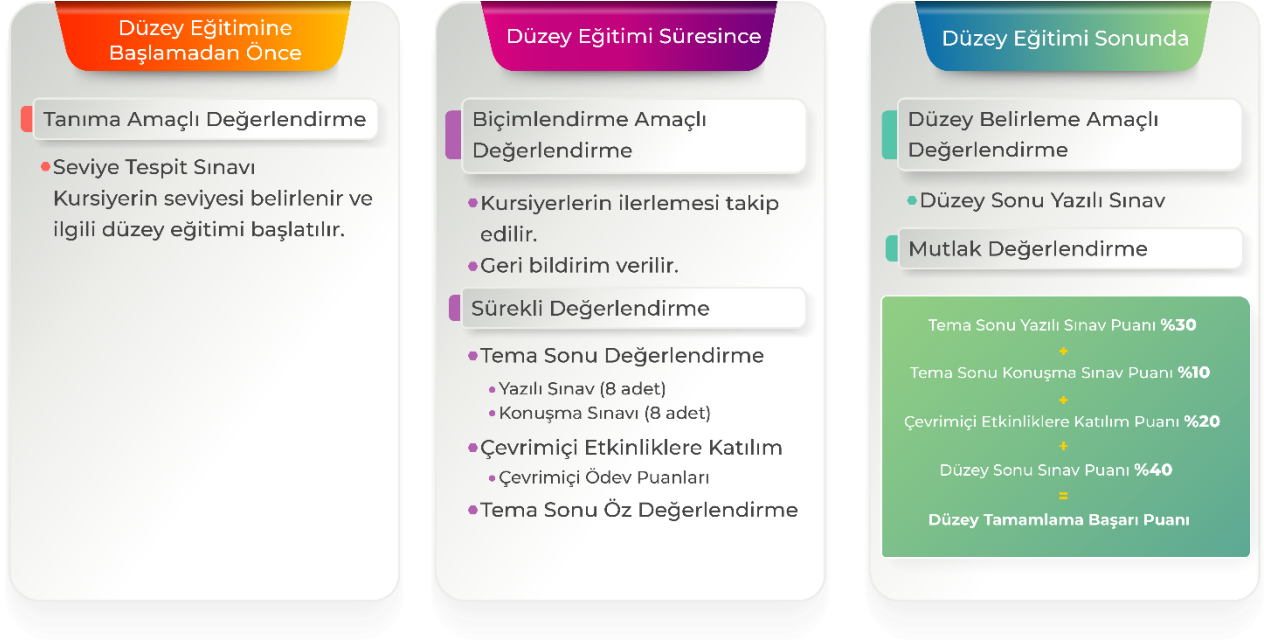 Düzey Eğitimine
Başlamadan Önce
Tanıma Amaçlı Değerlendirme
Seviye Tespit Sınavı
Kursiyerin seviyesi belirlenir ve
ilgili düzey eğitimi başlatılır.
Düzey Eğitimi Süresince
Biçimlendirme Amaçlı
Değerlendirme
Kursiyerlerin ilerlemesi takip
edilir.
Geri bildirim verilir.
Sürekli Değerlendirme
Tema Sonu Değerlendirme
Yazılı Sınav (8 adet)
Konuşma Sınavı (8 adet)
Çevrimiçi Etkinliklere Katılım
Çevrimiçi Ödev Puanları
Tema Sonu Öz Değerlendirme
Düzey Eğitimi Sonunda
Düzey Belirleme Amaçlı
Değerlendirme
Düzey Sonu Yazılı Sınav
Mutlak Değerlendirme
Tema Sonu Yazılı Sınav Puanı %30
+
Tema Sonu Konuşma Sınav Puanı %10
+
Çevrimiçi Etkinliklere Katılım Puanı %20
+
Düzey Sonu Sınav Puanı %40
=
Düzey Tamamlama Başarı Puanı